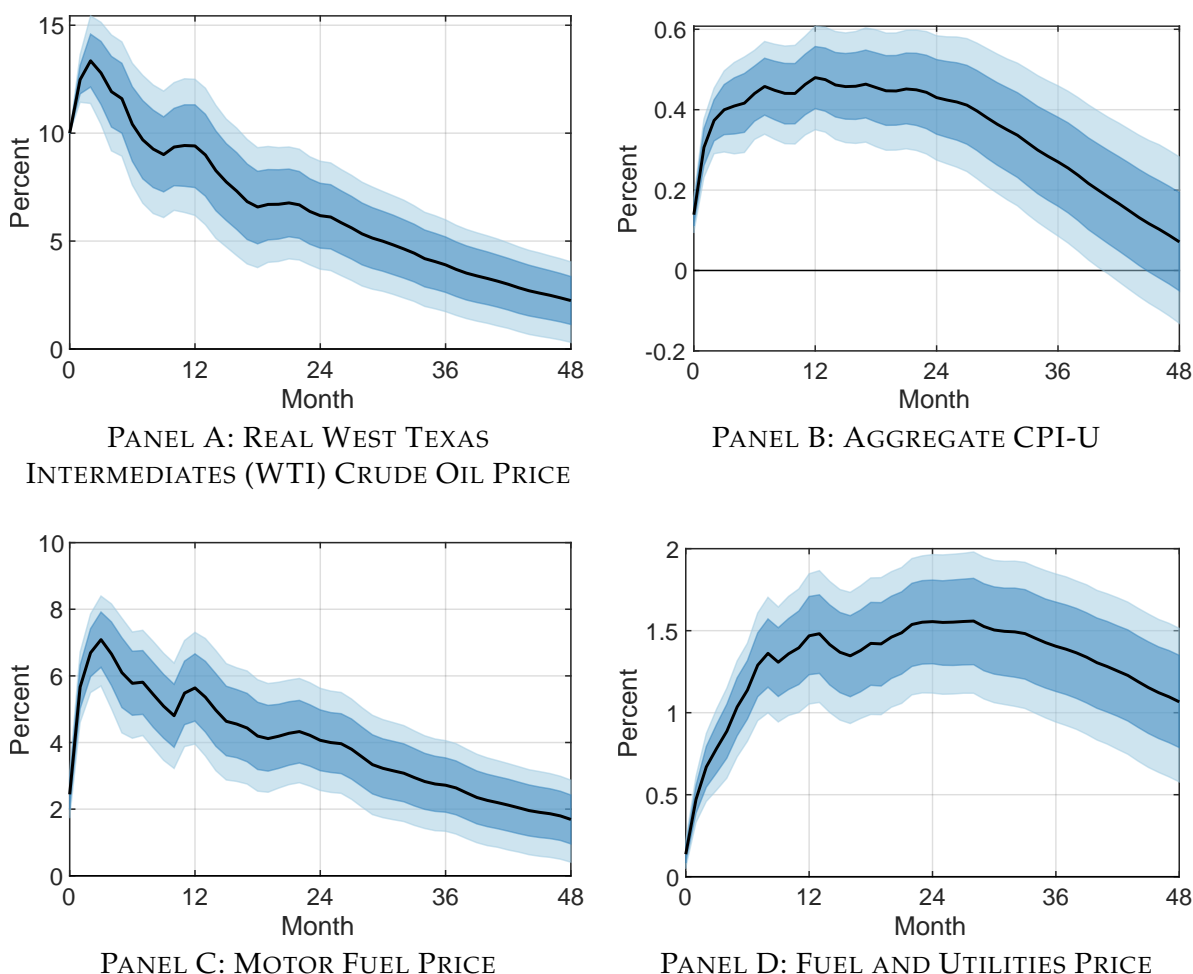 15
10
5
0
Percent
0 12 24 36 48
Month
PANEL A: REAL WEST TEXAS
INTERMEDIATES (WTI) CRUDE OIL PRICE
0.6
0.4
0.2
0
-0.2
Percent
0 12 24 36 48
Month
PANEL B: AGGREGATE CPI-U
10
8
6
4
2
0
Percent
0 12 24 36 48
Month
PANEL C: MOTOR FUEL PRICE
2
1.5
1
0.5
0
Percent
0 12 24 36 48
Month
PANEL D: FUEL AND UTILITIES PRICE